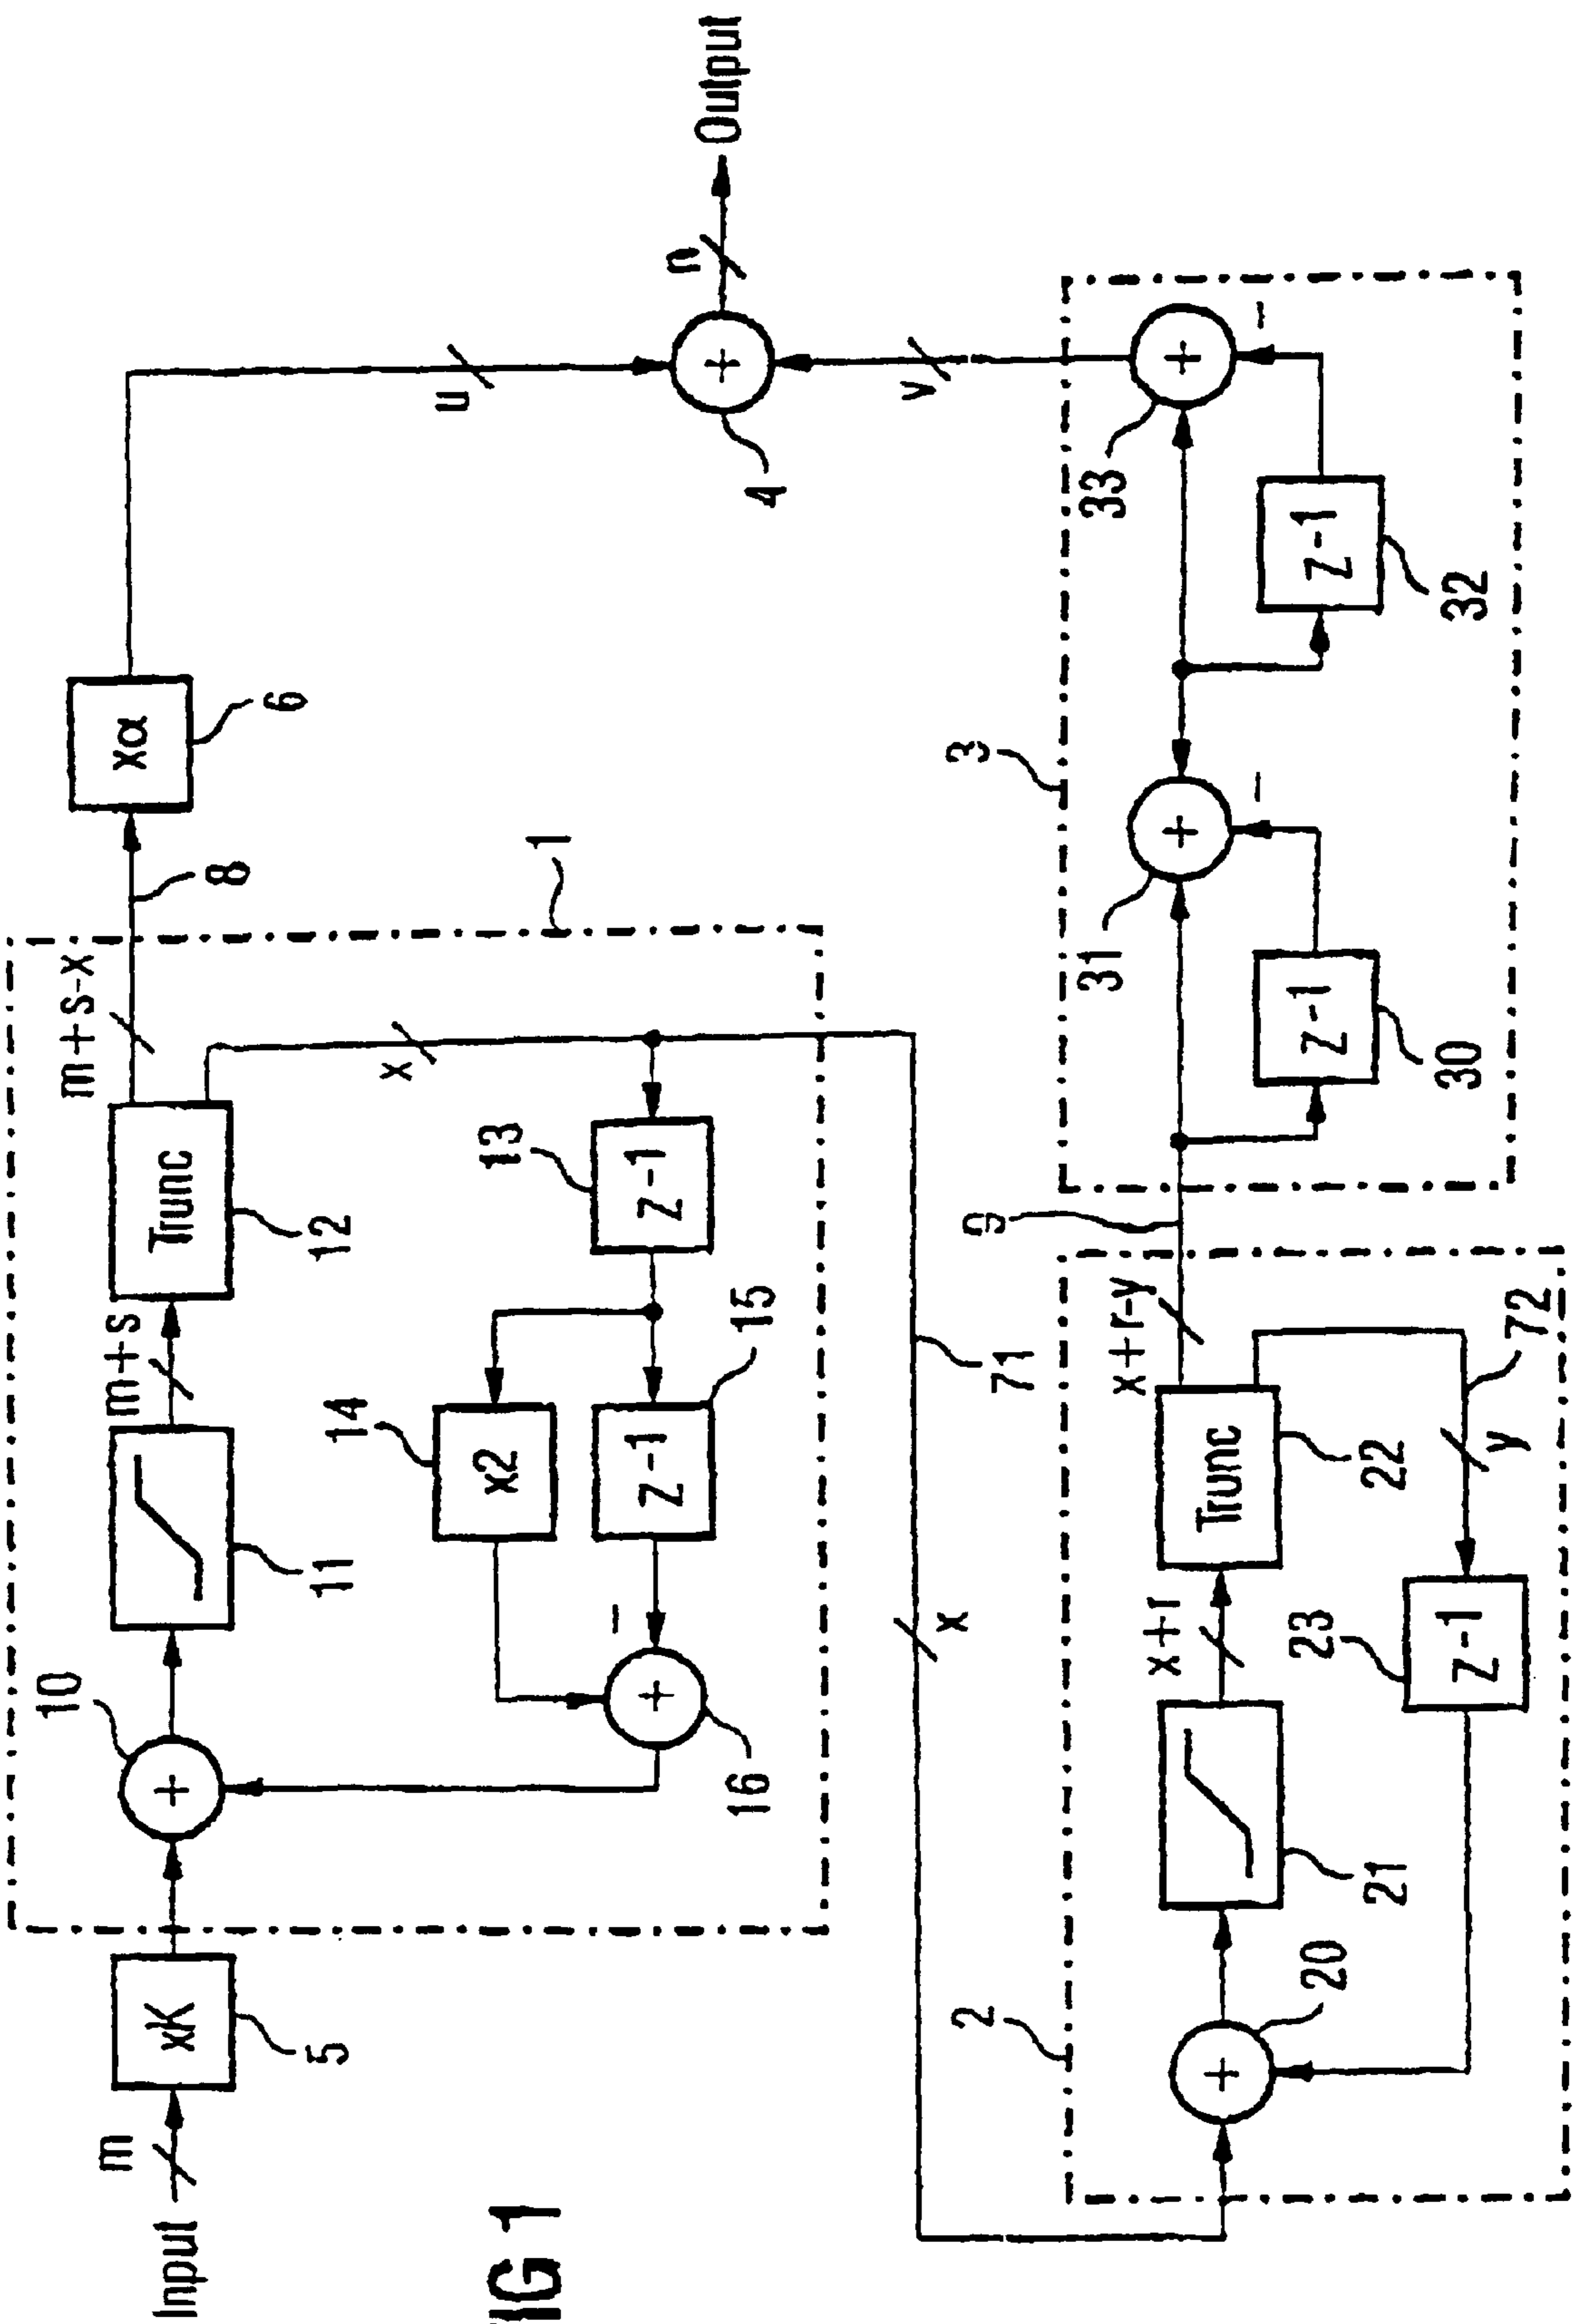 Input
m
xK
5
10
+
11
m+s
Trunc
12
m+s-x
8
xα
6
u
+
4
n
Output
1
x
13
z-1
14
x2
15
z-1
−
+
16
71
x
2
20
+
21
x+r
Trunc
22
x+r-y
72
y
23
z-1
9
3
30
z-1
31
+
−
32
z-1
33
+
−
v
IG 1